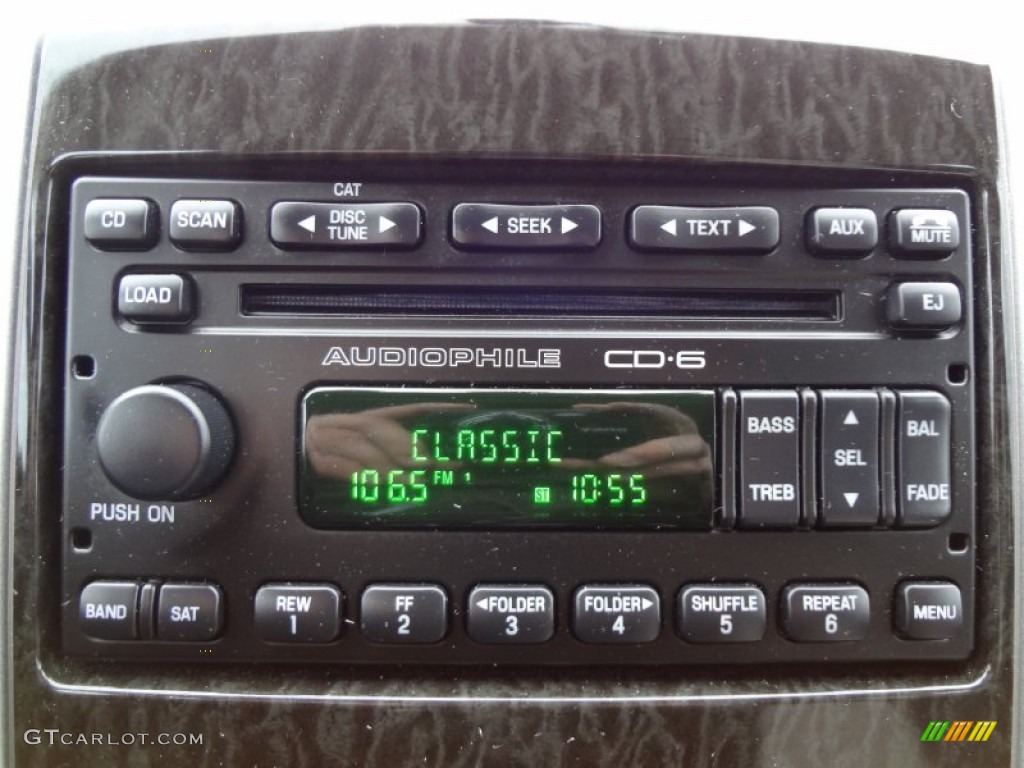 CAT
CD SCAN ◄ DISC TUNE ► ◄ SEEK ► ◄ TEXT ► AUX MUTE
LOAD EJ
AUDIOPHILE CD·6
CLASSIC
106.5 FM 1 ST 10:55
BASS ▲ BAL
SEL
TREB ▼ FADE
PUSH ON
BAND SAT REW 1 FF 2 ◄FOLDER 3 FOLDER► 4 SHUFFLE 5 REPEAT 6 MENU
GTCARLOT.COM